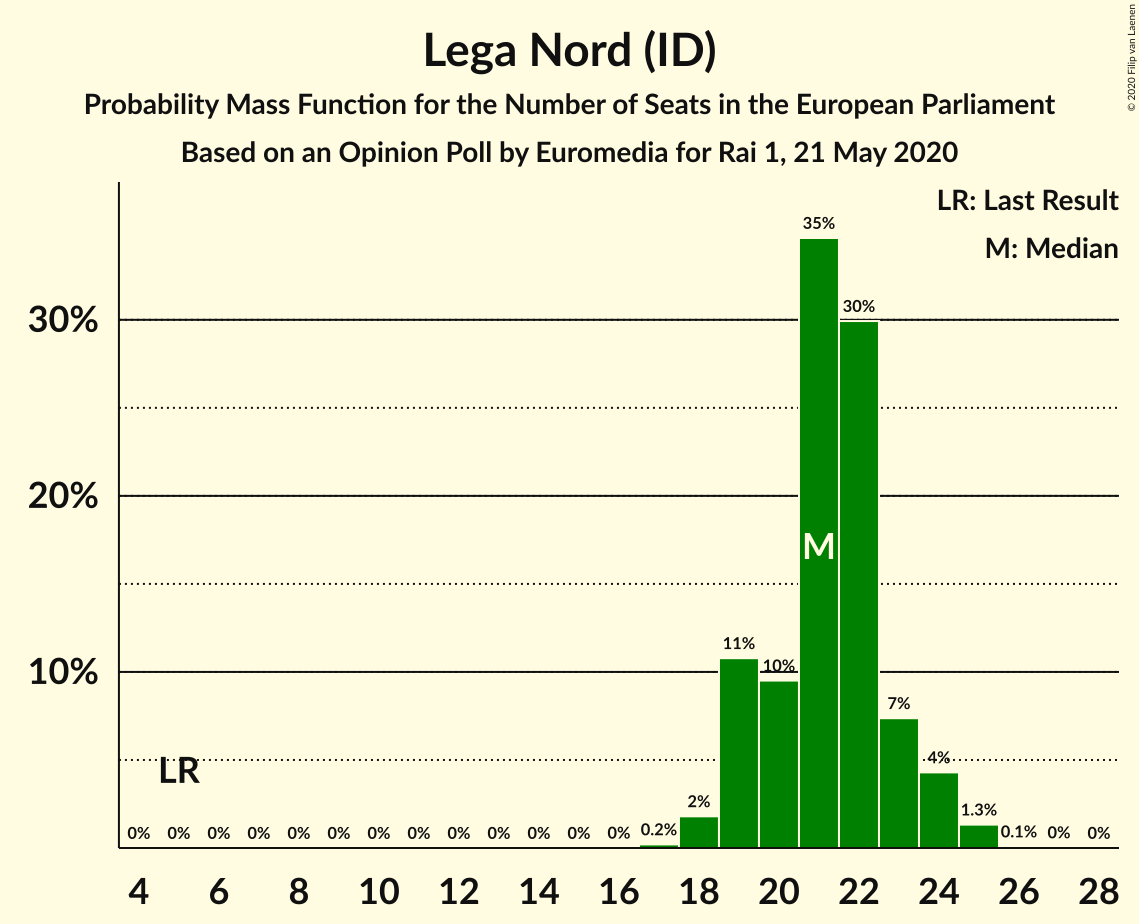 Lega Nord (ID)
Probability Mass Function for the Number of Seats in the European Parliament
Based on an Opinion Poll by Euromedia for Rai 1, 21 May 2020
© 2020 Filip van Laenen
LR: Last Result
M: Median
30%
20%
10%
LR
M
0% 0% 0% 0% 0% 0% 0% 0% 0% 0% 0% 0% 0% 0.2% 2% 11% 10% 35% 30% 7% 4% 1.3% 0.1% 0% 0%
4 6 8 10 12 14 16 18 20 22 24 26 28